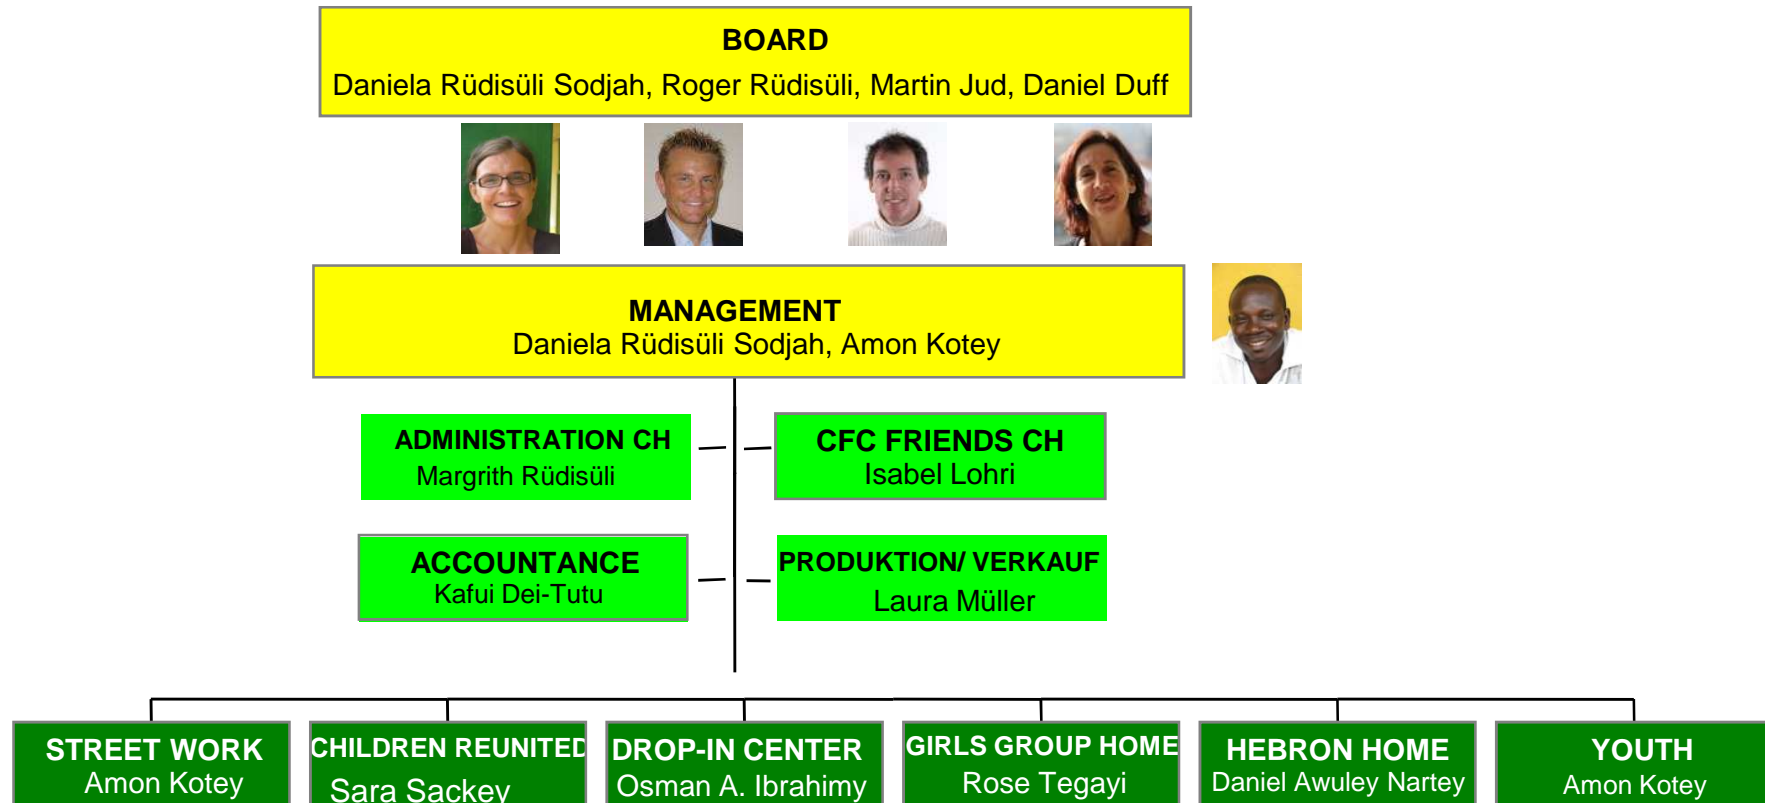 BOARD
Daniela Rüdisüli Sodjah, Roger Rüdisüli, Martin Jud, Daniel Duff
MANAGEMENT
Daniela Rüdisüli Sodjah, Amon Kotey
ADMINISTRATION CH
Margrith Rüdisüli
CFC FRIENDS CH
Isabel Lohri
ACCOUNTANCE
Kafui Dei-Tutu
PRODUKTION/ VERKAUF
Laura Müller
STREET WORK
Amon Kotey
CHILDREN REUNITED
Sara Sackey
DROP-IN CENTER
Osman A. Ibrahimy
GIRLS GROUP HOME
Rose Tegayi
HEBRON HOME
Daniel Awuley Nartey
YOUTH
Amon Kotey